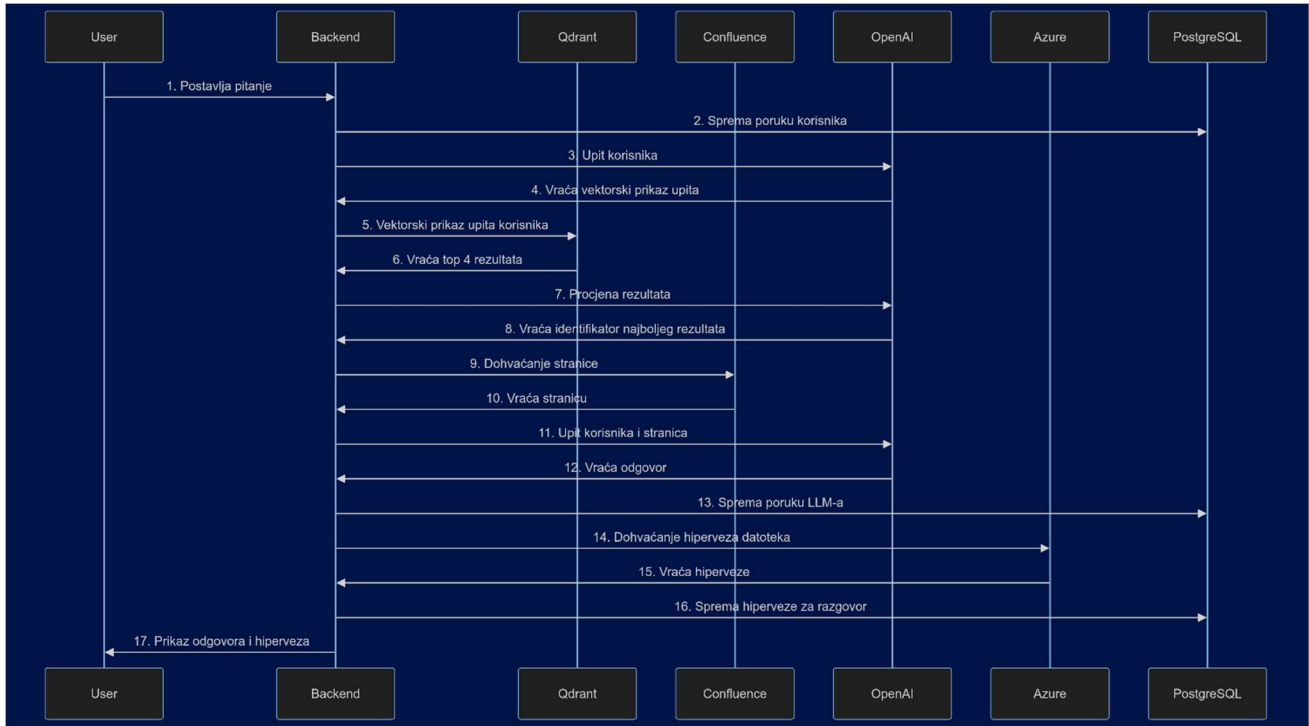 User Backend Qdrant Confluence OpenAI Azure PostgreSQL
1. Postavlja pitanje
2. Sprema poruku korisnika
3. Upit korisnika
4. Vraća vektorski prikaz upita
5. Vektorski prikaz upita korisnika
6. Vraća top 4 rezultata
7. Procjena rezultata
8. Vraća identifikator najboljeg rezultata
9. Dohvaćanje stranice
10. Vraća stranicu
11. Upit korisnika i stranica
12. Vraća odgovor
13. Sprema poruku LLM-a
14. Dohvaćanje hiperveza datoteka
15. Vraća hiperveze
16. Sprema hiperveze za razgovor
17. Prikaz odgovora i hiperveza
User Backend Qdrant Confluence OpenAI Azure PostgreSQL